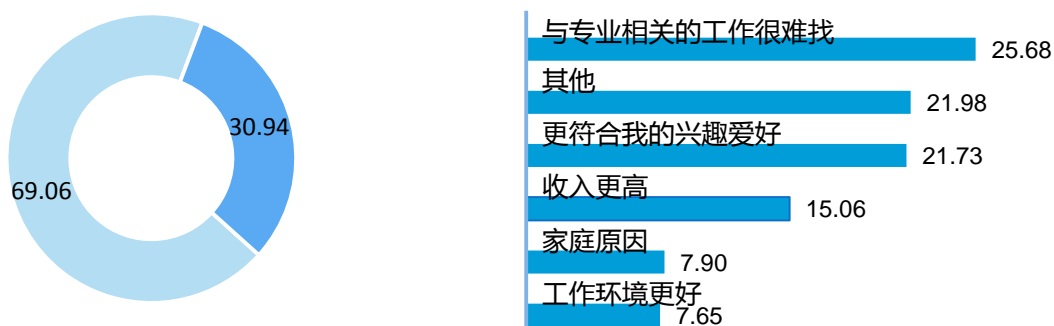 30.94
69.06
与专业相关的工作很难找
25.68
其他
21.98
更符合我的兴趣爱好
21.73
收入更高
15.06
家庭原因
7.90
工作环境更好
7.65